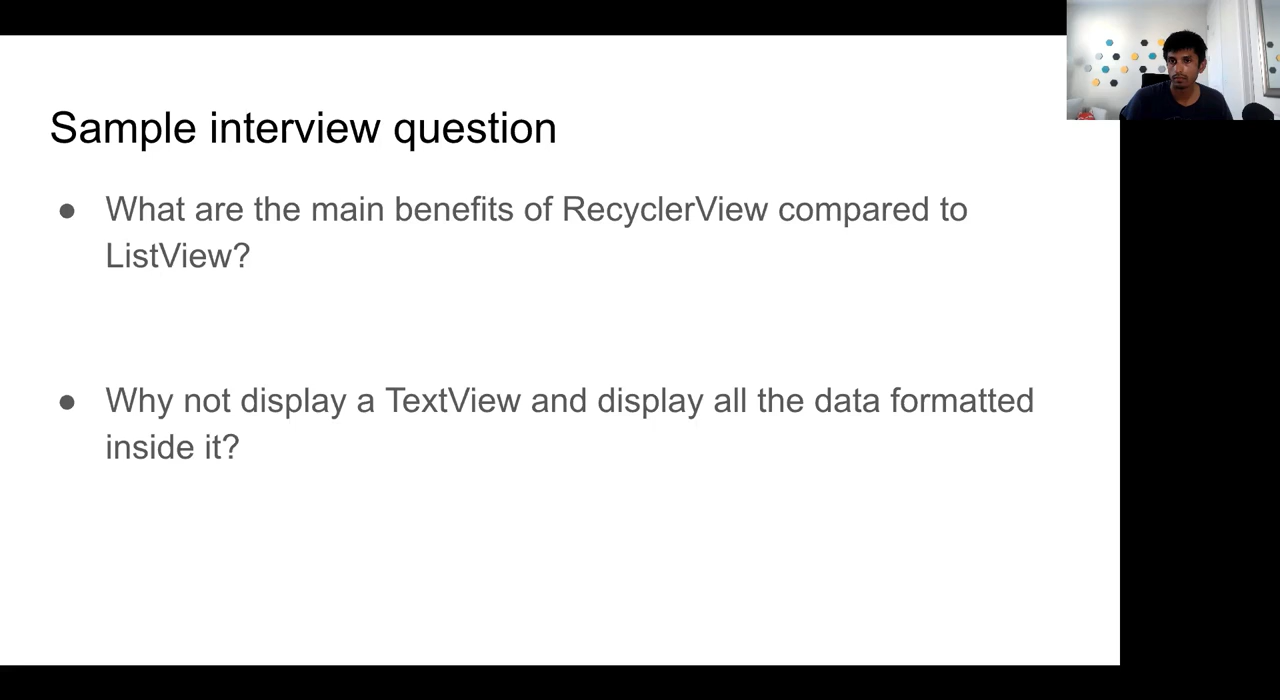 Sample interview question
● What are the main benefits of RecyclerView compared to
ListView?
● Why not display a TextView and display all the data formatted
inside it?